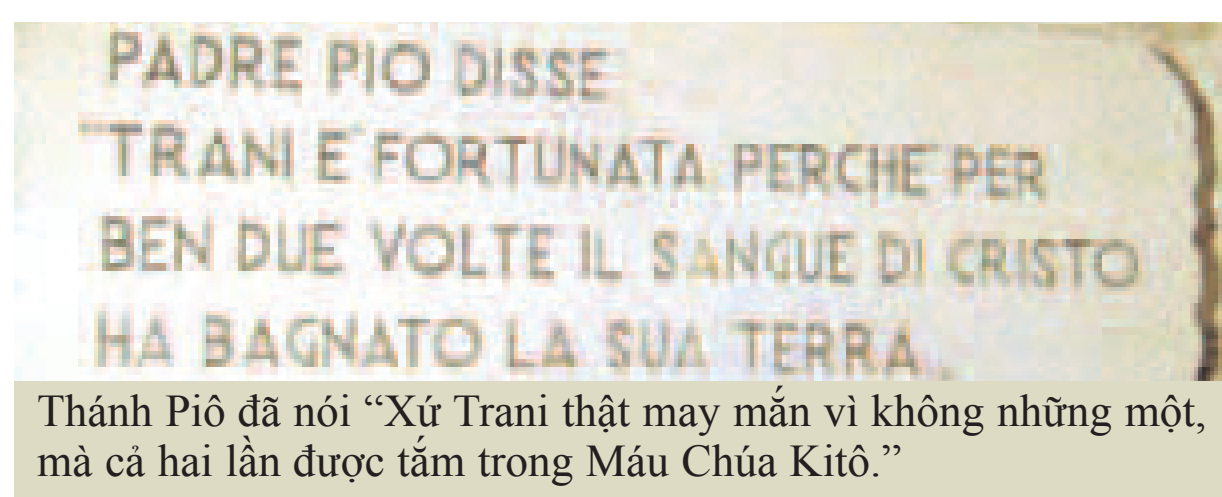 PADRE PIO DISSE
"TRANI E' FORTUNATA PERCHE PER
BEN DUE VOLTE IL SANGUE DI CRISTO
HA BAGNATO LA SUA TERRA..
Thánh Piô đã nói “Xứ Trani thật may mắn vì không những một,
mà cả hai lần được tắm trong Máu Chúa Kitô.”